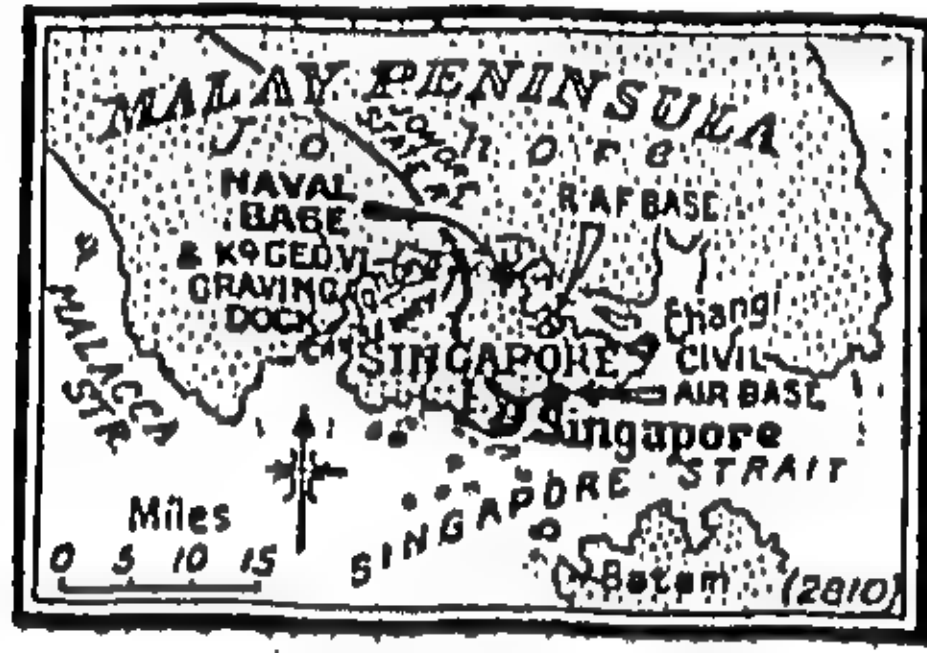 MALAY PENINSULA
Johore
NAVAL
BASE
& Kg GEO VI
GRAVING
DOCK
R·A·F BASE
Changi
CIVIL
AIR BASE
SINGAPORE
Singapore
MALACCA
STR
SINGAPORE STRAIT
Miles
0 5 10 15
Batam
(2810)